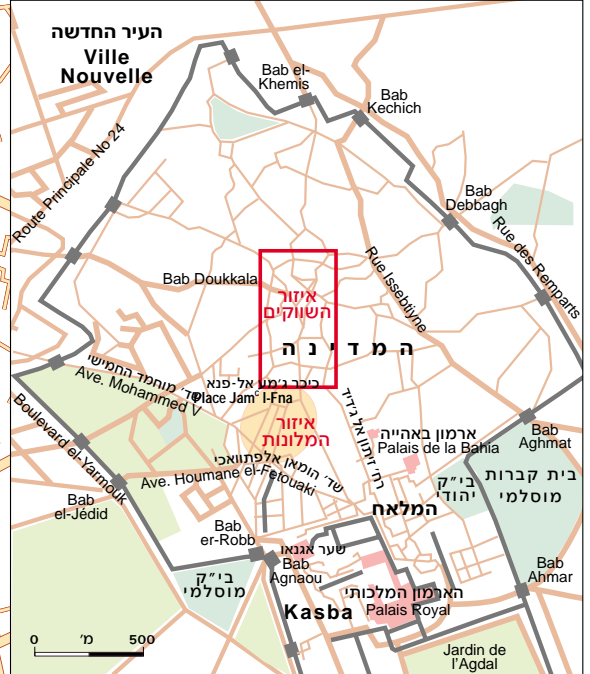 העיר החדשה
Ville
Nouvelle
Bab el-
Khemis
Bab
Kechich
Route Principale No 24
Bab
Debbagh
Rue des Remparts
Rue Issebtiyne
Bab Doukkala
איזור
השווקים
המדינה
שד׳ מוחמד החמישי
Ave. Mohammed V
כיכר ג׳מע אל-פנא
Place Jamᶜ l-Fna
איזור
המלונות
רח׳ זיתון אל ג׳דיד
ארמון באהייה
Palais de la Bahia
Bab
Aghmat
Boulevard el-Yarmouk
שד׳ הומאן אלפתוואכי
Ave. Houmane el-Fetouaki
בי״ק
יהודי
בית קברות
מוסלמי
Bab
el-Jédid
המלאח
Bab
er-Robb
שער אגנאו
Bab
Agnaou
בי״ק
מוסלמי
Bab
Ahmar
הארמון המלכותי
Palais Royal
Kasba
0 מ׳ 500
Jardin de
l'Agdal